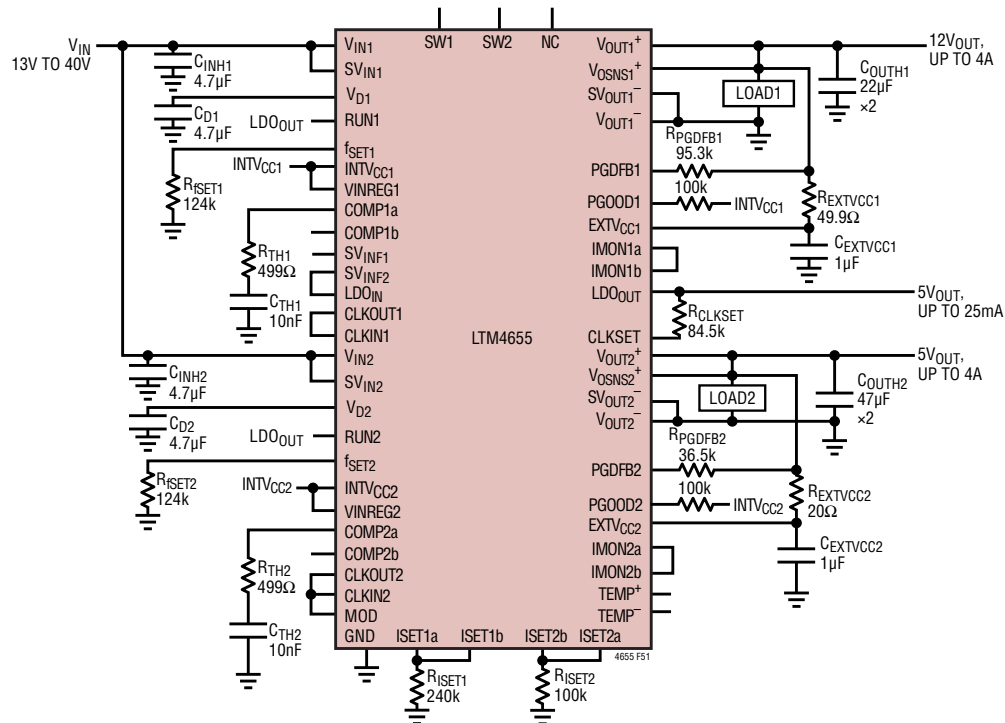 SW1 SW2 NC
V_IN
13V TO 40V
C_INH1
4.7µF
C_D1
4.7µF
LDO_OUT
R_fSET1
124k
INTV_CC1
R_TH1
499Ω
C_TH1
10nF
C_INH2
4.7µF
C_D2
4.7µF
LDO_OUT
R_fSET2
124k
INTV_CC2
R_TH2
499Ω
C_TH2
10nF
V_IN1
SV_IN1
V_D1
RUN1
f_SET1
INTV_CC1
VINREG1
COMP1a
COMP1b
SV_INF1
SV_INF2
LDO_IN
CLKOUT1
CLKIN1
V_IN2
SV_IN2
V_D2
RUN2
f_SET2
INTV_CC2
VINREG2
COMP2a
COMP2b
CLKOUT2
CLKIN2
MOD
GND
LTM4655
ISET1a ISET1b ISET2b ISET2a
4655 F51
R_ISET1
240k
R_ISET2
100k
V_OUT1⁺
V_OSNS1⁺
SV_OUT1⁻
V_OUT1⁻
PGDFB1
PGOOD1
EXTV_CC1
IMON1a
IMON1b
LDO_OUT
CLKSET
V_OUT2⁺
V_OSNS2⁺
SV_OUT2⁻
V_OUT2⁻
PGDFB2
PGOOD2
EXTV_CC2
IMON2a
IMON2b
TEMP⁺
TEMP⁻
LOAD1
12V_OUT,
UP TO 4A
C_OUTH1
22µF
×2
R_PGDFB1
95.3k
100k
INTV_CC1
R_EXTVCC1
49.9Ω
C_EXTVCC1
1µF
5V_OUT,
UP TO 25mA
R_CLKSET
84.5k
5V_OUT,
UP TO 4A
LOAD2
C_OUTH2
47µF
×2
R_PGDFB2
36.5k
100k
INTV_CC2
R_EXTVCC2
20Ω
C_EXTVCC2
1µF